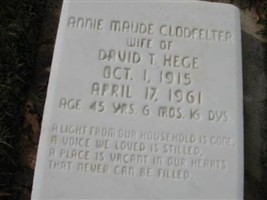 ANNIE MAUDE CLODFELTER
WIFE OF
DAVID T. HEGE
OCT. 1, 1915
APRIL 17, 1961
AGE 45 YRS. 6 MOS. 16 DYS.
A LIGHT FROM OUR HOUSEHOLD IS GONE,
A VOICE WE LOVED IS STILLED,
A PLACE IS VACANT IN OUR HEARTS
THAT NEVER CAN BE FILLED.